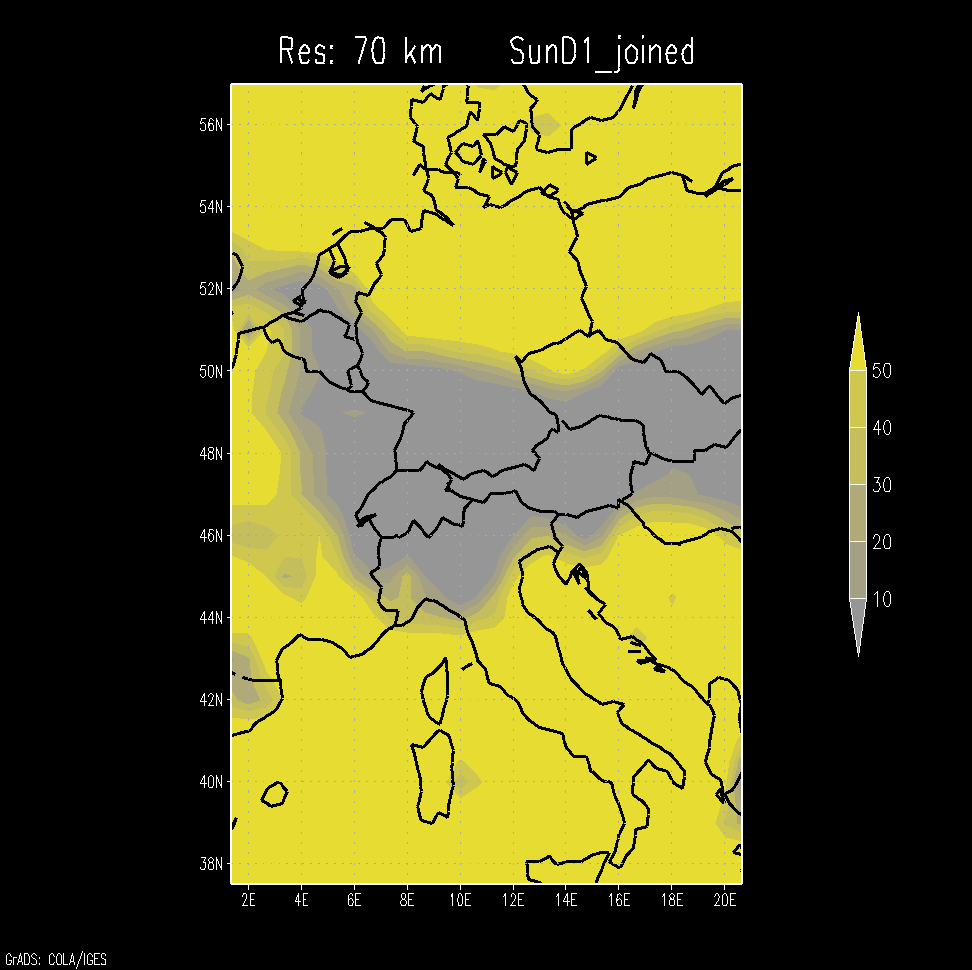 Res: 70 km SunD1_joined
56N
54N
52N
50N
48N
46N
44N
42N
40N
38N
2E 4E 6E 8E 10E 12E 14E 16E 18E 20E
50
40
30
20
10
GrADS: COLA/IGES